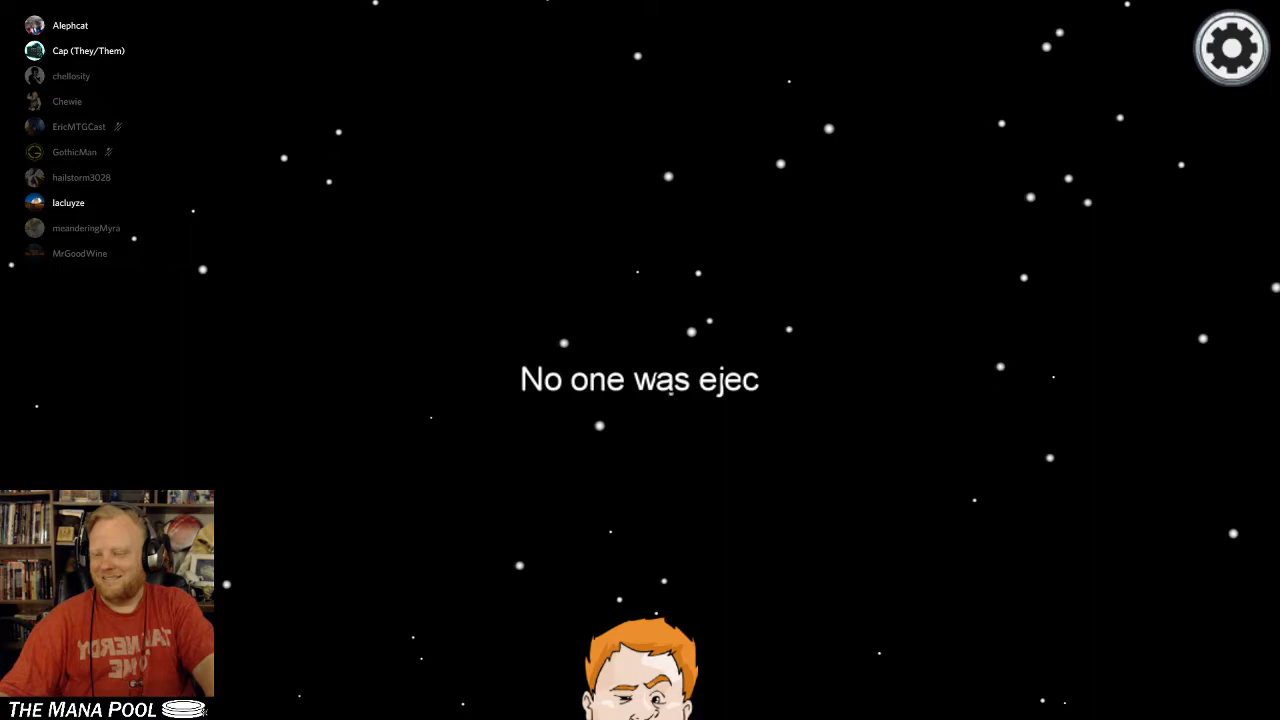 Alephcat
Cap (They/Them)
chellosity
Chewie
EricMTGCast
GothicMan
hailstorm3028
lacluyze
meanderingMyra
MrGoodWine
No one was ejec
THE MANA POOL